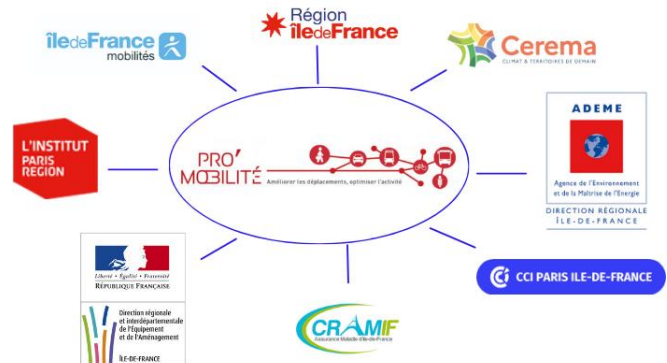 îledeFrance
mobilités
Région
îledeFrance
Cerema
CLIMAT & TERRITOIRES DE DEMAIN
L'INSTITUT
PARIS
REGION
PRO'
MOBILITÉ
Améliorer les déplacements, optimiser l'activité
ADEME
Agence de l'Environnement
et de la Maîtrise de l'Energie
DIRECTION RÉGIONALE
ÎLE-DE-FRANCE
Liberté • Égalité • Fraternité
RÉPUBLIQUE FRANÇAISE
Direction régionale
et interdépartementale
de l'Équipement
et de l'Aménagement
ÎLE-DE-FRANCE
CRAMIF
Assurance Maladie d'Ile-de-France
CCI PARIS ILE-DE-FRANCE